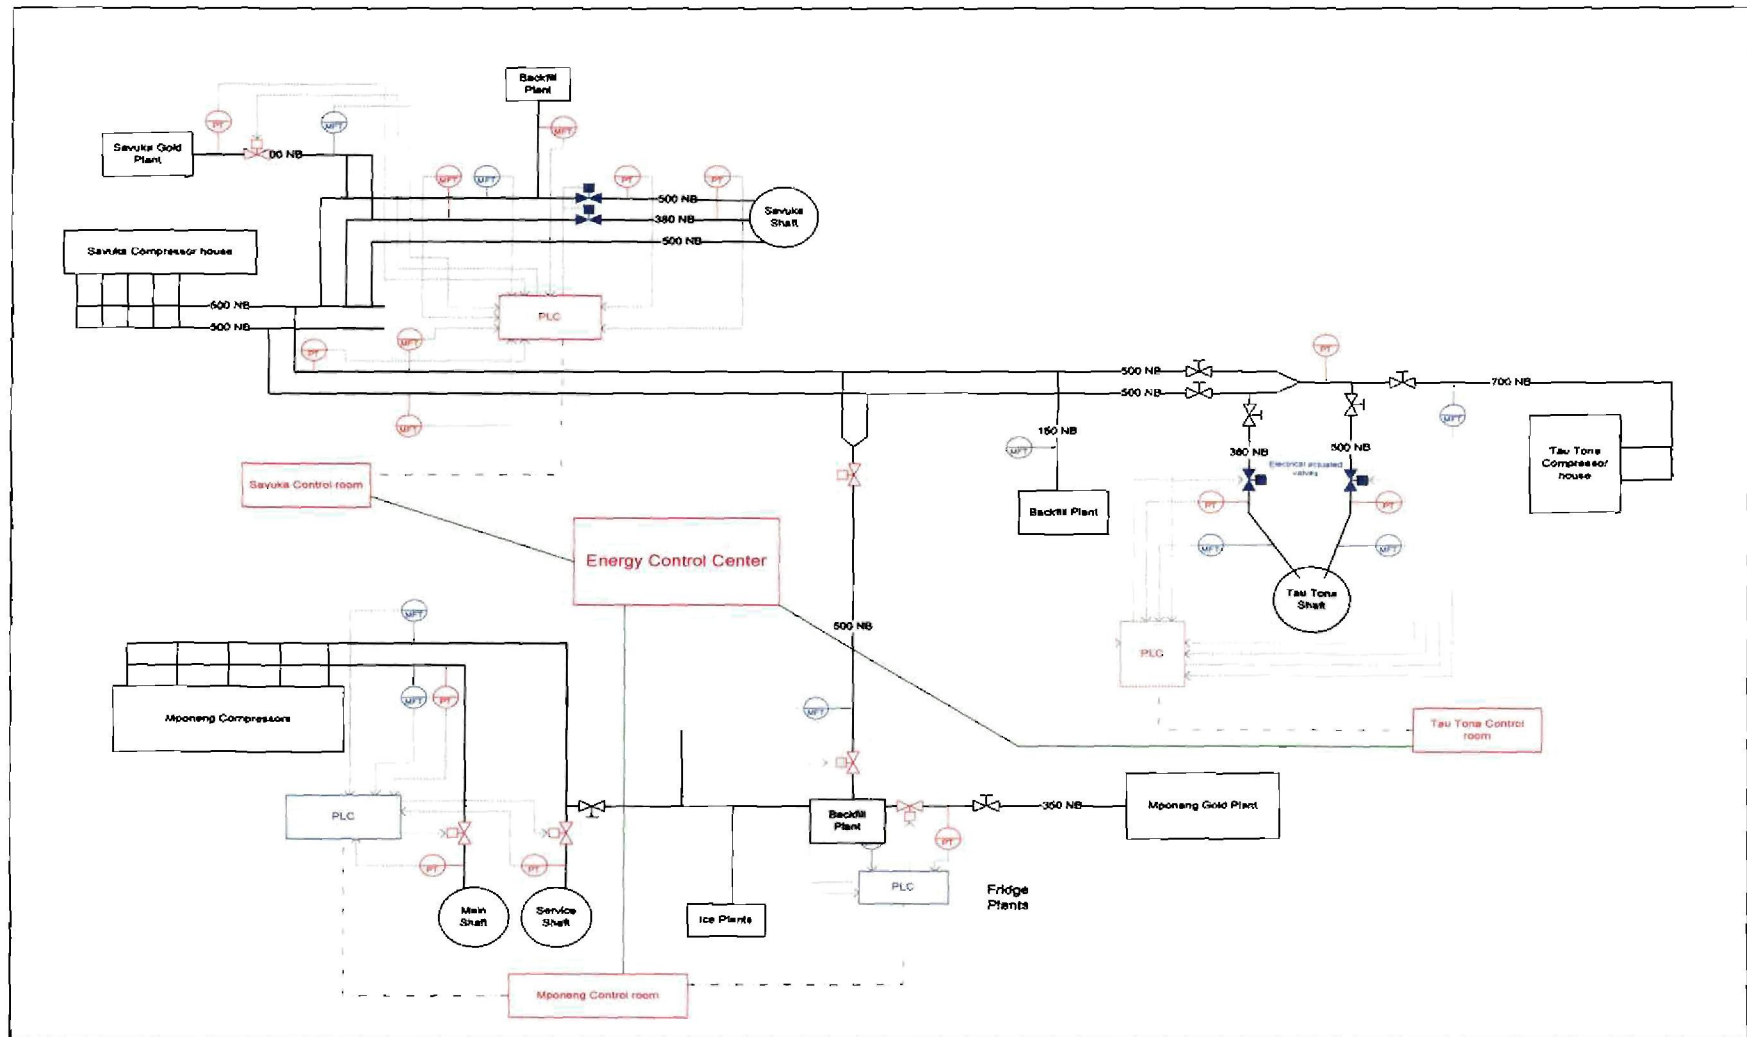 Backfill
Plant
PT
MFT
MFT
Savuka Gold
Plant
00 NB
MFT
MFT
PT
PT
500 NB
380 NB
500 NB
Savuka
Shaft
Savuka Compressor house
600 NB
500 NB
PLC
MFT
PT
PT
500 NB
500 NB
700 NB
MFT
MFT
150 NB
MFT
380 NB
500 NB
Electrical actuated
valves
Tau Tona
Compressor
house
Savuka Control room
Backfill Plant
PT
PT
MFT
MFT
Energy Control Center
Tau Tona
Shaft
MFT
500 NB
PLC
MFT
PT
MFT
Mponeng Compressors
Tau Tona Control
room
PLC
Backfill
Plant
350 NB
Mponeng Gold Plant
PT
PT
PT
PLC
Fridge
Plants
Main
Shaft
Service
Shaft
Ice Plants
Mponeng Control room